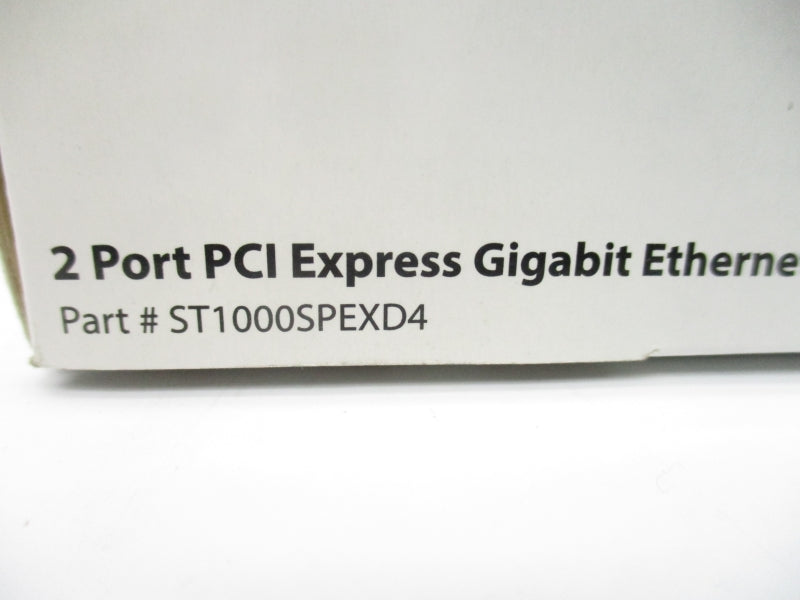 2 Port PCI Express Gigabit Etherne
Part # ST1000SPEXD4